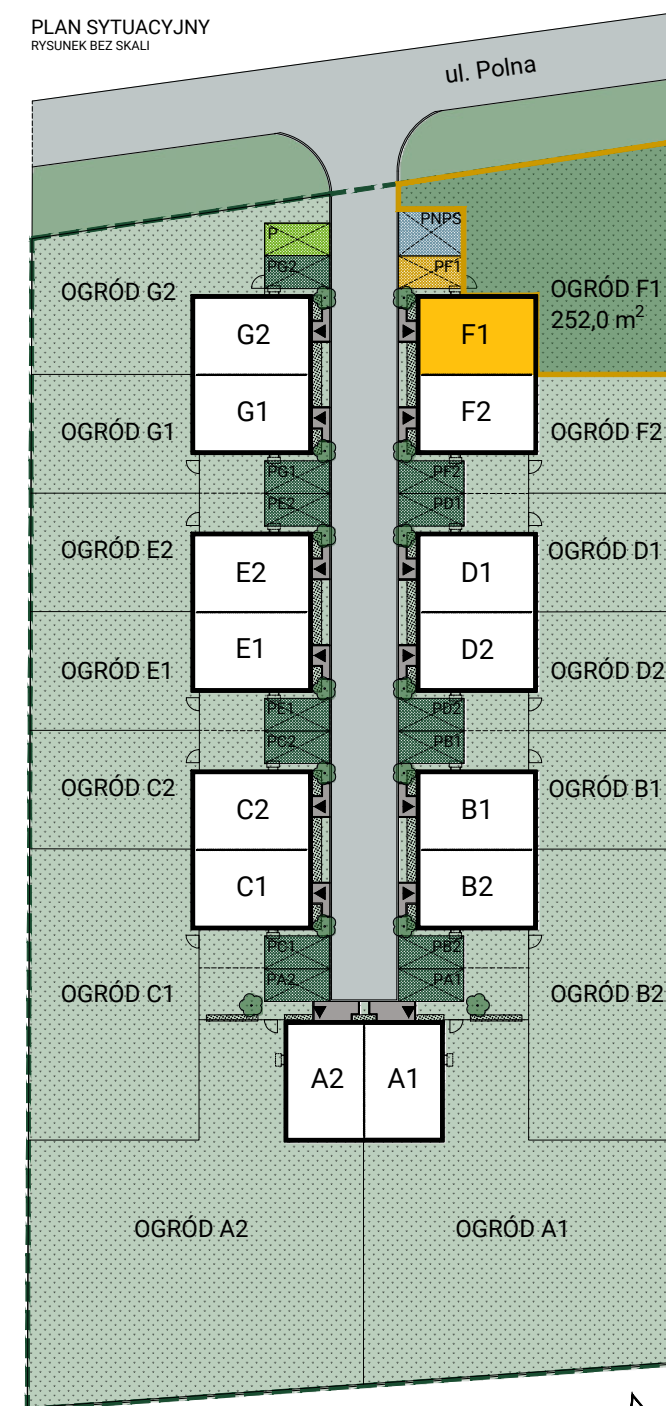 PLAN SYTUACYJNY
RYSUNEK BEZ SKALI
ul. Polna
P
PNPS
PG2
PF1
OGRÓD G2
OGRÓD F1
252,0 m²
G2
F1
G1
F2
OGRÓD G1
OGRÓD F2
PG1
PF2
PE2
PD1
OGRÓD E2
OGRÓD D1
E2
D1
E1
D2
OGRÓD E1
OGRÓD D2
PE1
PD2
PC2
PB1
OGRÓD C2
OGRÓD B1
C2
B1
C1
B2
PC1
PB2
PA2
PA1
OGRÓD C1
OGRÓD B2
A2
A1
OGRÓD A2
OGRÓD A1